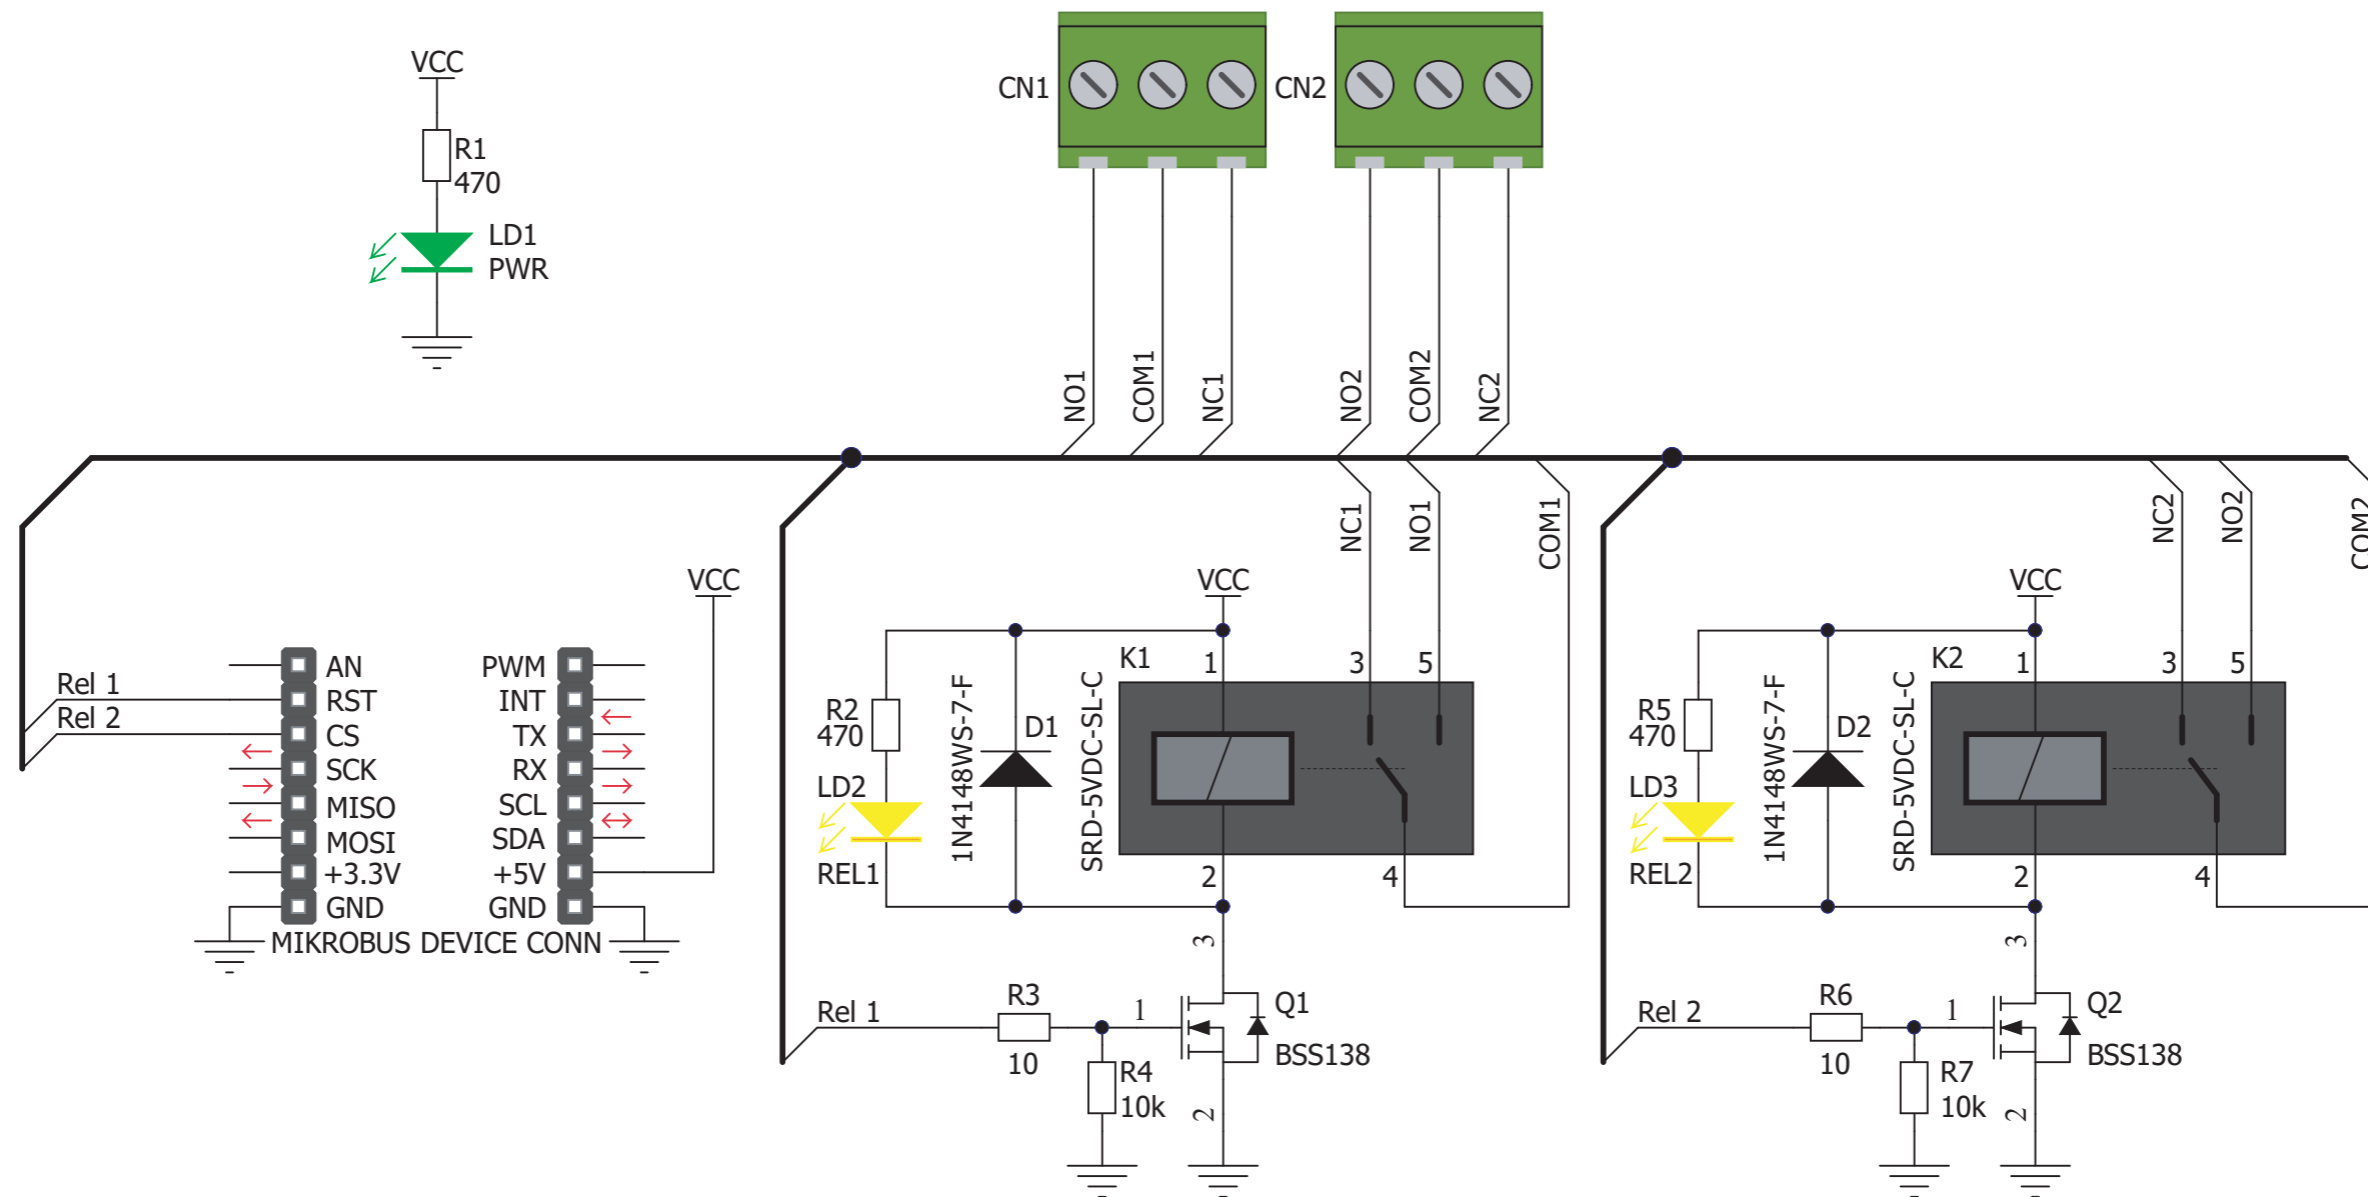 VCC
R1
470
LD1
PWR
CN1
CN2
NO1
COM1
NC1
NO2
COM2
NC2
NC1
NO1
COM1
NC2
NO2
COM2
Rel 1
Rel 2
AN
RST
CS
SCK
MISO
MOSI
+3.3V
GND
PWM
INT
TX
RX
SCL
SDA
+5V
GND
VCC
MIKROBUS DEVICE CONN
VCC
K1
1
3
5
R2
470
LD2
REL1
1N4148WS-7-F
D1
SRD-5VDC-SL-C
2
4
3
Rel 1
R3
10
1
Q1
BSS138
R4
10k
2
VCC
K2
1
3
5
R5
470
LD3
REL2
1N4148WS-7-F
D2
SRD-5VDC-SL-C
2
4
3
Rel 2
R6
10
1
Q2
BSS138
R7
10k
2